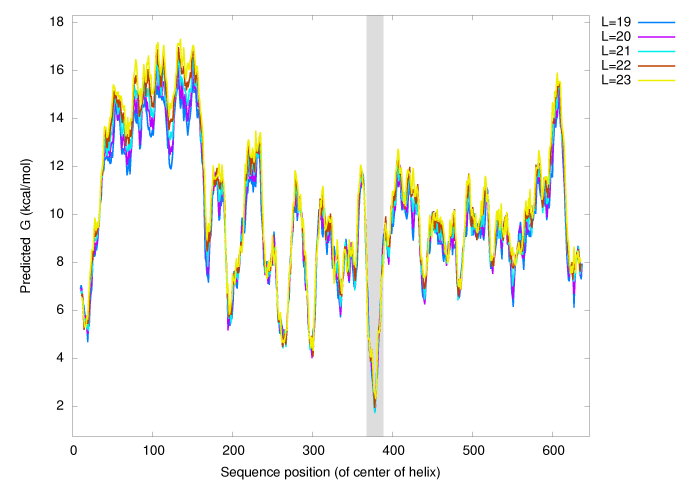 18
16
14
12
10
8
6
4
2
0
100
200
300
400
500
600
Predicted G (kcal/mol)
Sequence position (of center of helix)
L=19
L=20
L=21
L=22
L=23